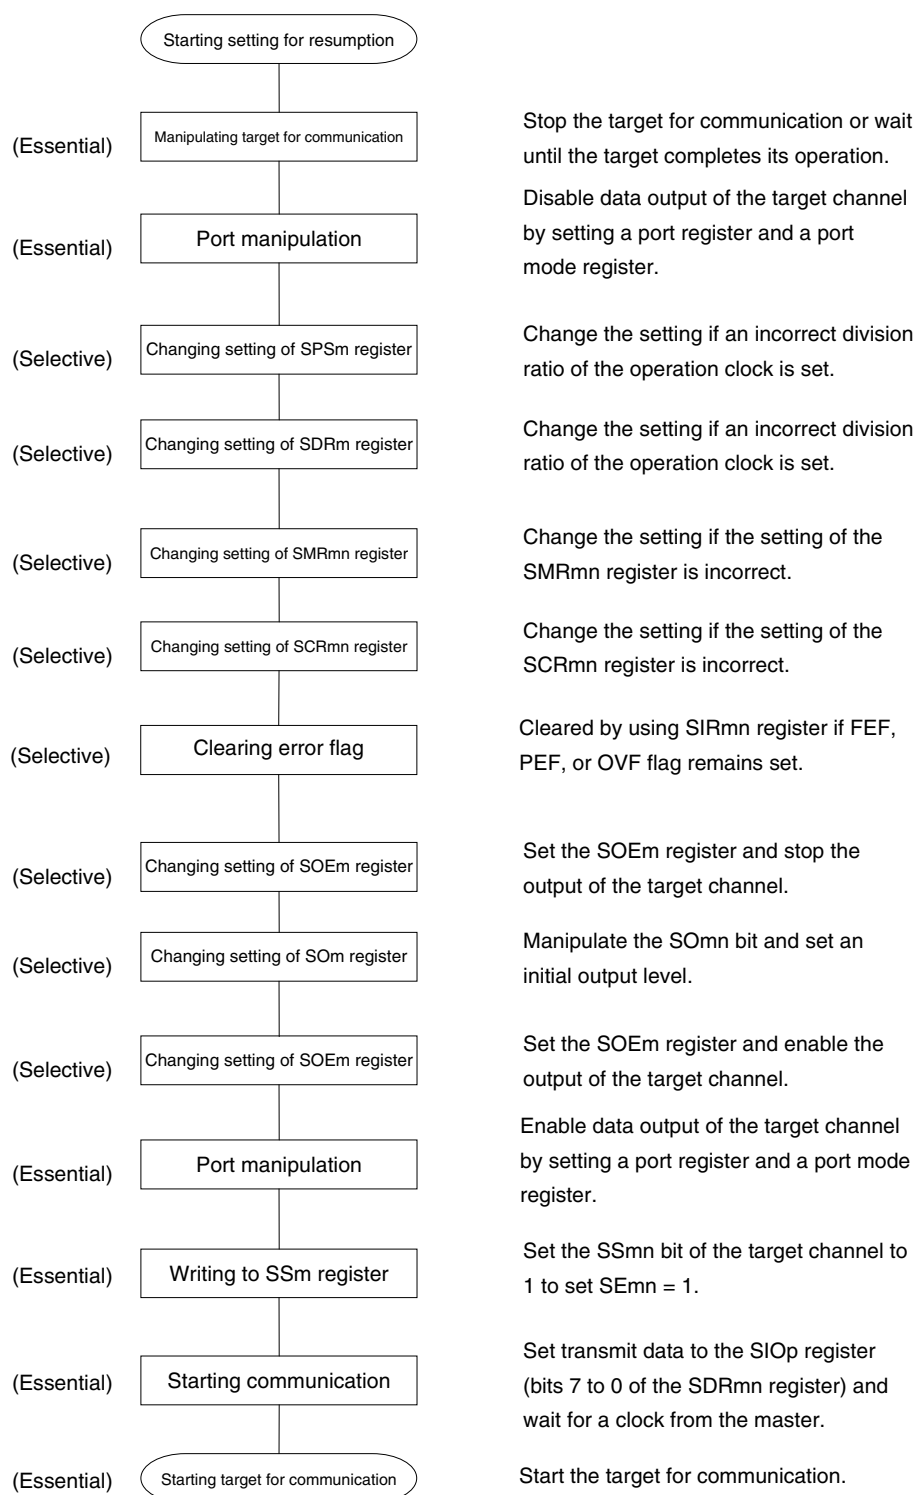 Starting setting for resumption
(Essential)
Manipulating target for communication
Stop the target for communication or wait
until the target completes its operation.
(Essential)
Port manipulation
Disable data output of the target channel
by setting a port register and a port
mode register.
(Selective)
Changing setting of SPSm register
Change the setting if an incorrect division
ratio of the operation clock is set.
(Selective)
Changing setting of SDRm register
Change the setting if an incorrect division
ratio of the operation clock is set.
(Selective)
Changing setting of SMRmn register
Change the setting if the setting of the
SMRmn register is incorrect.
(Selective)
Changing setting of SCRmn register
Change the setting if the setting of the
SCRmn register is incorrect.
(Selective)
Clearing error flag
Cleared by using SIRmn register if FEF,
PEF, or OVF flag remains set.
(Selective)
Changing setting of SOEm register
Set the SOEm register and stop the
output of the target channel.
(Selective)
Changing setting of SOm register
Manipulate the SOmn bit and set an
initial output level.
(Selective)
Changing setting of SOEm register
Set the SOEm register and enable the
output of the target channel.
(Essential)
Port manipulation
Enable data output of the target channel
by setting a port register and a port mode
register.
(Essential)
Writing to SSm register
Set the SSmn bit of the target channel to
1 to set SEmn = 1.
(Essential)
Starting communication
Set transmit data to the SIOp register
(bits 7 to 0 of the SDRmn register) and
wait for a clock from the master.
(Essential)
Starting target for communication
Start the target for communication.